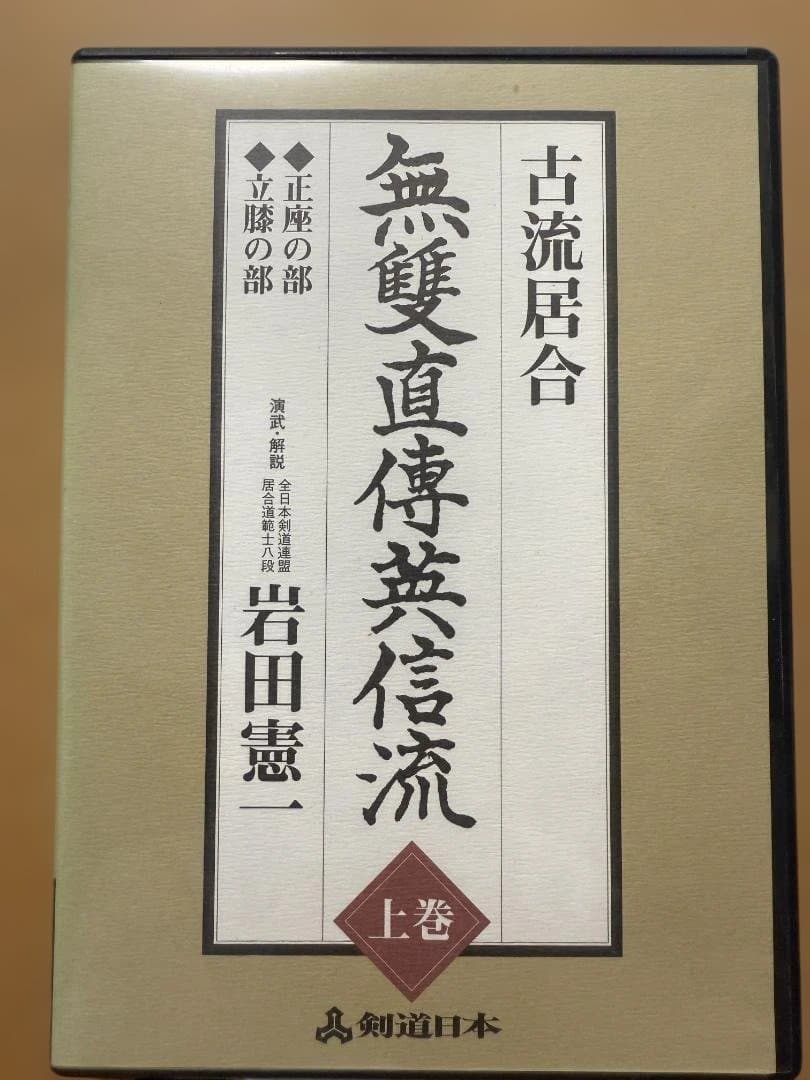 古流居合
無雙直傳英信流
◆正座の部
◆立膝の部
演武・解説
全日本剣道連盟
居合道範士八段
岩田憲一
上巻
剣道日本